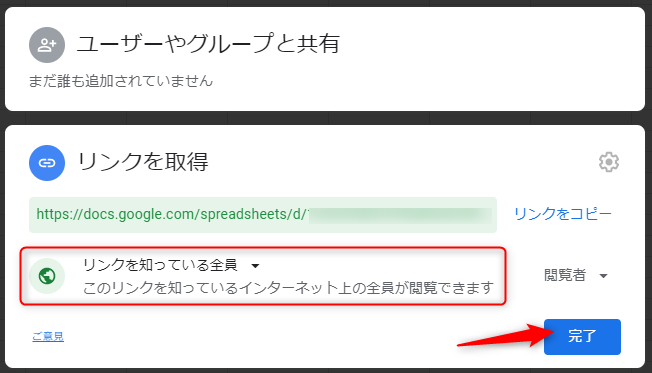 ユーザーやグループと共有
まだ誰も追加されていません
リンクを取得
https://docs.google.com/spreadsheets/d/
リンクをコピー
リンクを知っている全員
このリンクを知っているインターネット上の全員が閲覧できます
閲覧者
ご意見
完了